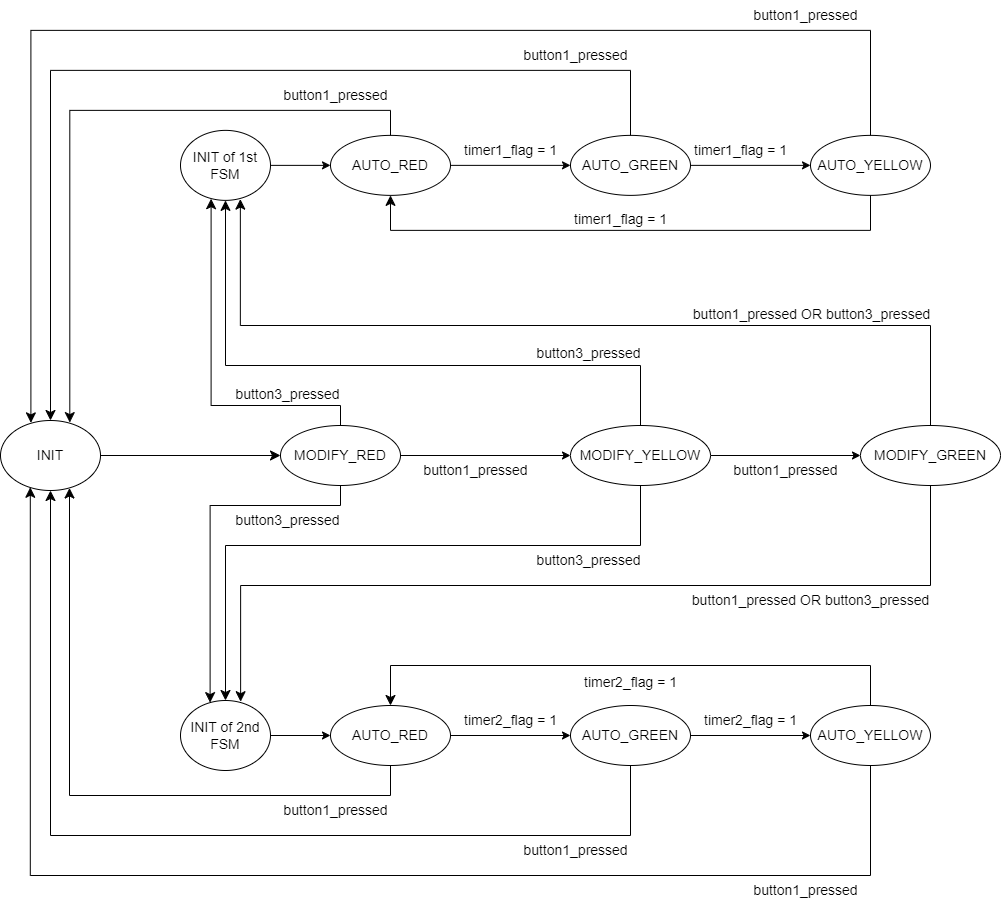 button1_pressed
button1_pressed
button1_pressed
INIT of 1st
FSM
AUTO_RED
timer1_flag = 1
AUTO_GREEN
timer1_flag = 1
AUTO_YELLOW
timer1_flag = 1
button1_pressed OR button3_pressed
button3_pressed
button3_pressed
INIT
MODIFY_RED
button1_pressed
MODIFY_YELLOW
button1_pressed
MODIFY_GREEN
button3_pressed
button3_pressed
button1_pressed OR button3_pressed
timer2_flag = 1
INIT of 2nd
FSM
AUTO_RED
timer2_flag = 1
AUTO_GREEN
timer2_flag = 1
AUTO_YELLOW
button1_pressed
button1_pressed
button1_pressed